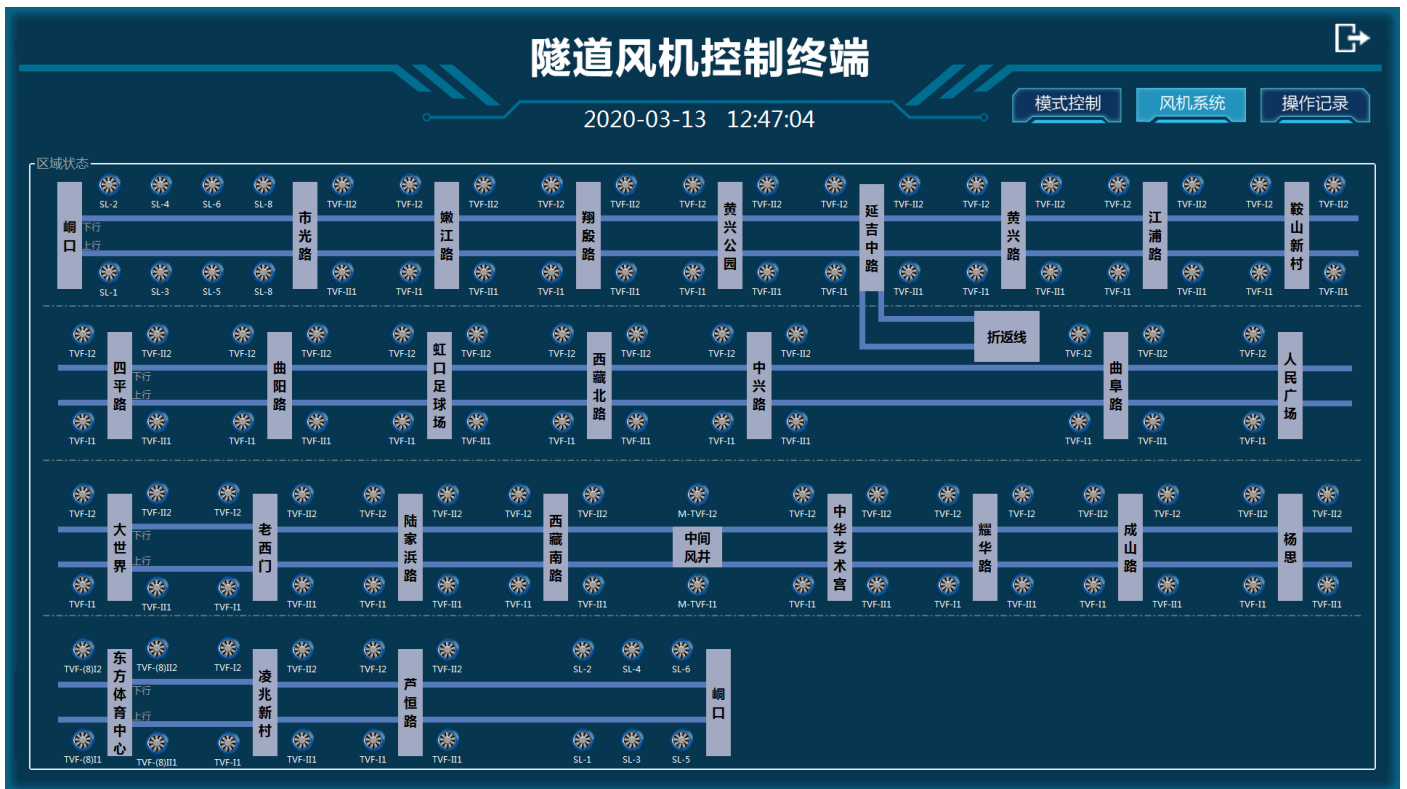 隧道风机控制终端
2020-03-13 12:47:04
模式控制 风机系统 操作记录
区域状态
SL-2 SL-4 SL-6 SL-8 TVF-II2 TVF-I2 TVF-II2 TVF-I2 TVF-II2 TVF-I2 TVF-II2 TVF-I2 TVF-II2 TVF-I2 TVF-II2 TVF-I2 TVF-II2 TVF-I2 TVF-II2
峒口 市光路 嫩江路 翔殷路 黄兴公园 延吉中路 黄兴路 江浦路 鞍山新村
下行
上行
SL-1 SL-3 SL-5 SL-8 TVF-II1 TVF-I1 TVF-II1 TVF-I1 TVF-II1 TVF-I1 TVF-II1 TVF-I1 TVF-II1 TVF-I1 TVF-II1 TVF-I1 TVF-II1 TVF-I1 TVF-II1
折返线
TVF-I2 TVF-II2 TVF-I2 TVF-II2 TVF-I2 TVF-II2 TVF-I2 TVF-II2 TVF-I2 TVF-II2 TVF-I2 TVF-II2 TVF-I2
四平路 曲阳路 虹口足球场 西藏北路 中兴路 曲阜路 人民广场
下行
上行
TVF-I1 TVF-II1 TVF-I1 TVF-II1 TVF-I1 TVF-II1 TVF-I1 TVF-II1 TVF-I1 TVF-II1 TVF-I1 TVF-II1 TVF-I1
TVF-I2 TVF-II2 TVF-I2 TVF-II2 TVF-I2 TVF-II2 TVF-I2 TVF-II2 M-TVF-I2 TVF-I2 TVF-II2 TVF-I2 TVF-II2 TVF-I2 TVF-II2 TVF-I2 TVF-II2
大世界 老西门 陆家浜路 西藏南路 中间风井 中华艺术宫 耀华路 成山路 杨思
下行
上行
TVF-I1 TVF-II1 TVF-I1 TVF-II1 TVF-I1 TVF-II1 TVF-I1 TVF-II1 M-TVF-I1 TVF-I1 TVF-II1 TVF-I1 TVF-II1 TVF-I1 TVF-II1 TVF-I1 TVF-II1
TVF-(8)I2 TVF-(8)II2 TVF-I2 TVF-II2 TVF-I2 TVF-II2 SL-2 SL-4 SL-6
东方体育中心 凌兆新村 芦恒路 峒口
下行
上行
TVF-(8)I1 TVF-(8)II1 TVF-I1 TVF-II1 TVF-I1 TVF-II1 SL-1 SL-3 SL-5